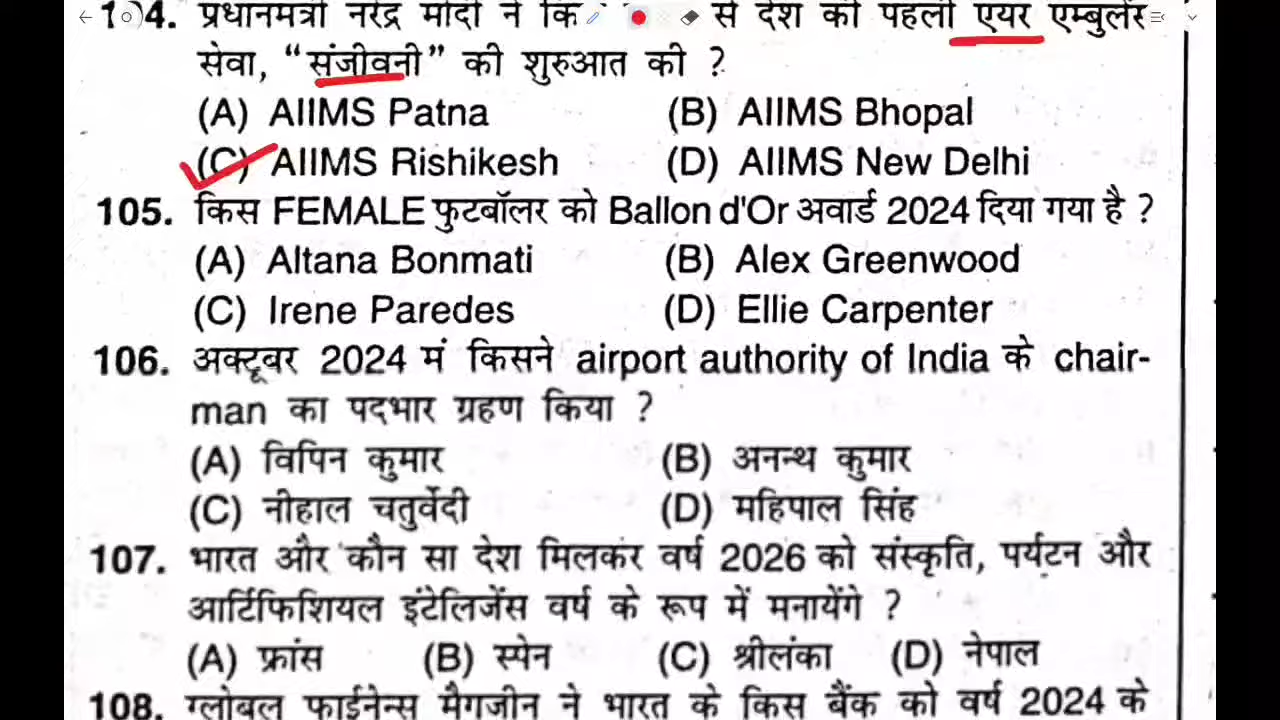 104. प्रधानमंत्री नरेंद्र मोदी ने कि से देश की पहली एयर एम्बुलेंस
सेवा, “संजीवनी” की शुरुआत की ?
(A) AIIMS Patna (B) AIIMS Bhopal
(C) AIIMS Rishikesh (D) AIIMS New Delhi
105. किस FEMALE फुटबॉलर को Ballon d'Or अवार्ड 2024 दिया गया है ?
(A) Altana Bonmati (B) Alex Greenwood
(C) Irene Paredes (D) Ellie Carpenter
106. अक्टूबर 2024 मं किसने airport authority of India के chair-
man का पदभार ग्रहण किया ?
(A) विपिन कुमार (B) अनन्थ कुमार
(C) नीहाल चतुर्वेदी (D) महिपाल सिंह
107. भारत और कौन सा देश मिलकर वर्ष 2026 को संस्कृति, पर्यटन और
आर्टिफिशियल इंटेलिजेंस वर्ष के रूप में मनायेंगे ?
(A) फ्रांस (B) स्पेन (C) श्रीलंका (D) नेपाल
108. ग्लोबल फाईनेन्स मैगजीन ने भारत के किस बैंक को वर्ष 2024 के